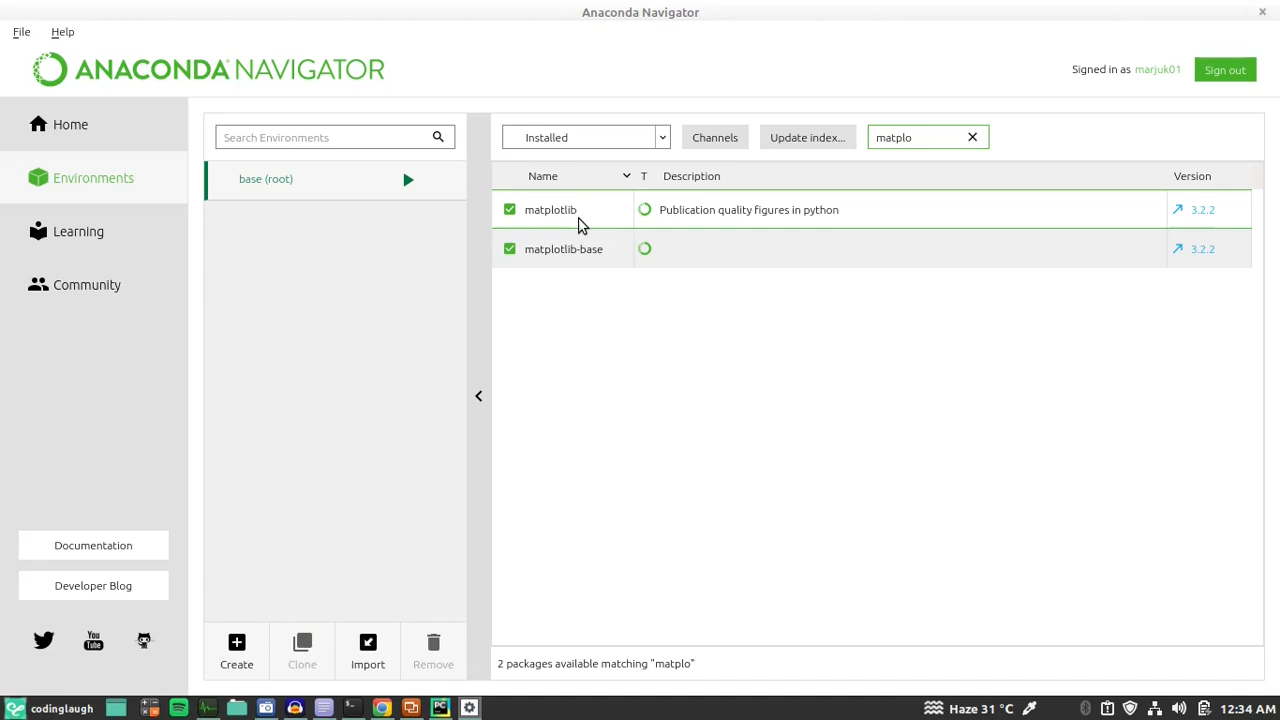 Anaconda Navigator
×
File Help
ANACONDA NAVIGATOR
Signed in as marjuk01
Sign out
Home
Environments
Learning
Community
Documentation
Developer Blog
You
Tube
Search Environments
base (root)
Create
Clone
Import
Remove
Installed
Channels
Update index...
matplo
Name T Description Version
matplotlib Publication quality figures in python 3.2.2
matplotlib-base 3.2.2
2 packages available matching "matplo"
codinglaugh
PC
Haze 31 °C
12:34 AM